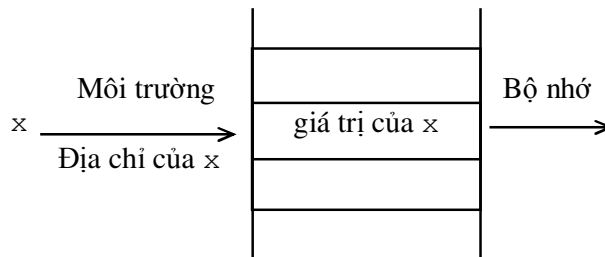 Môi trường
Bộ nhớ
x
giá trị của x
Địa chỉ của x